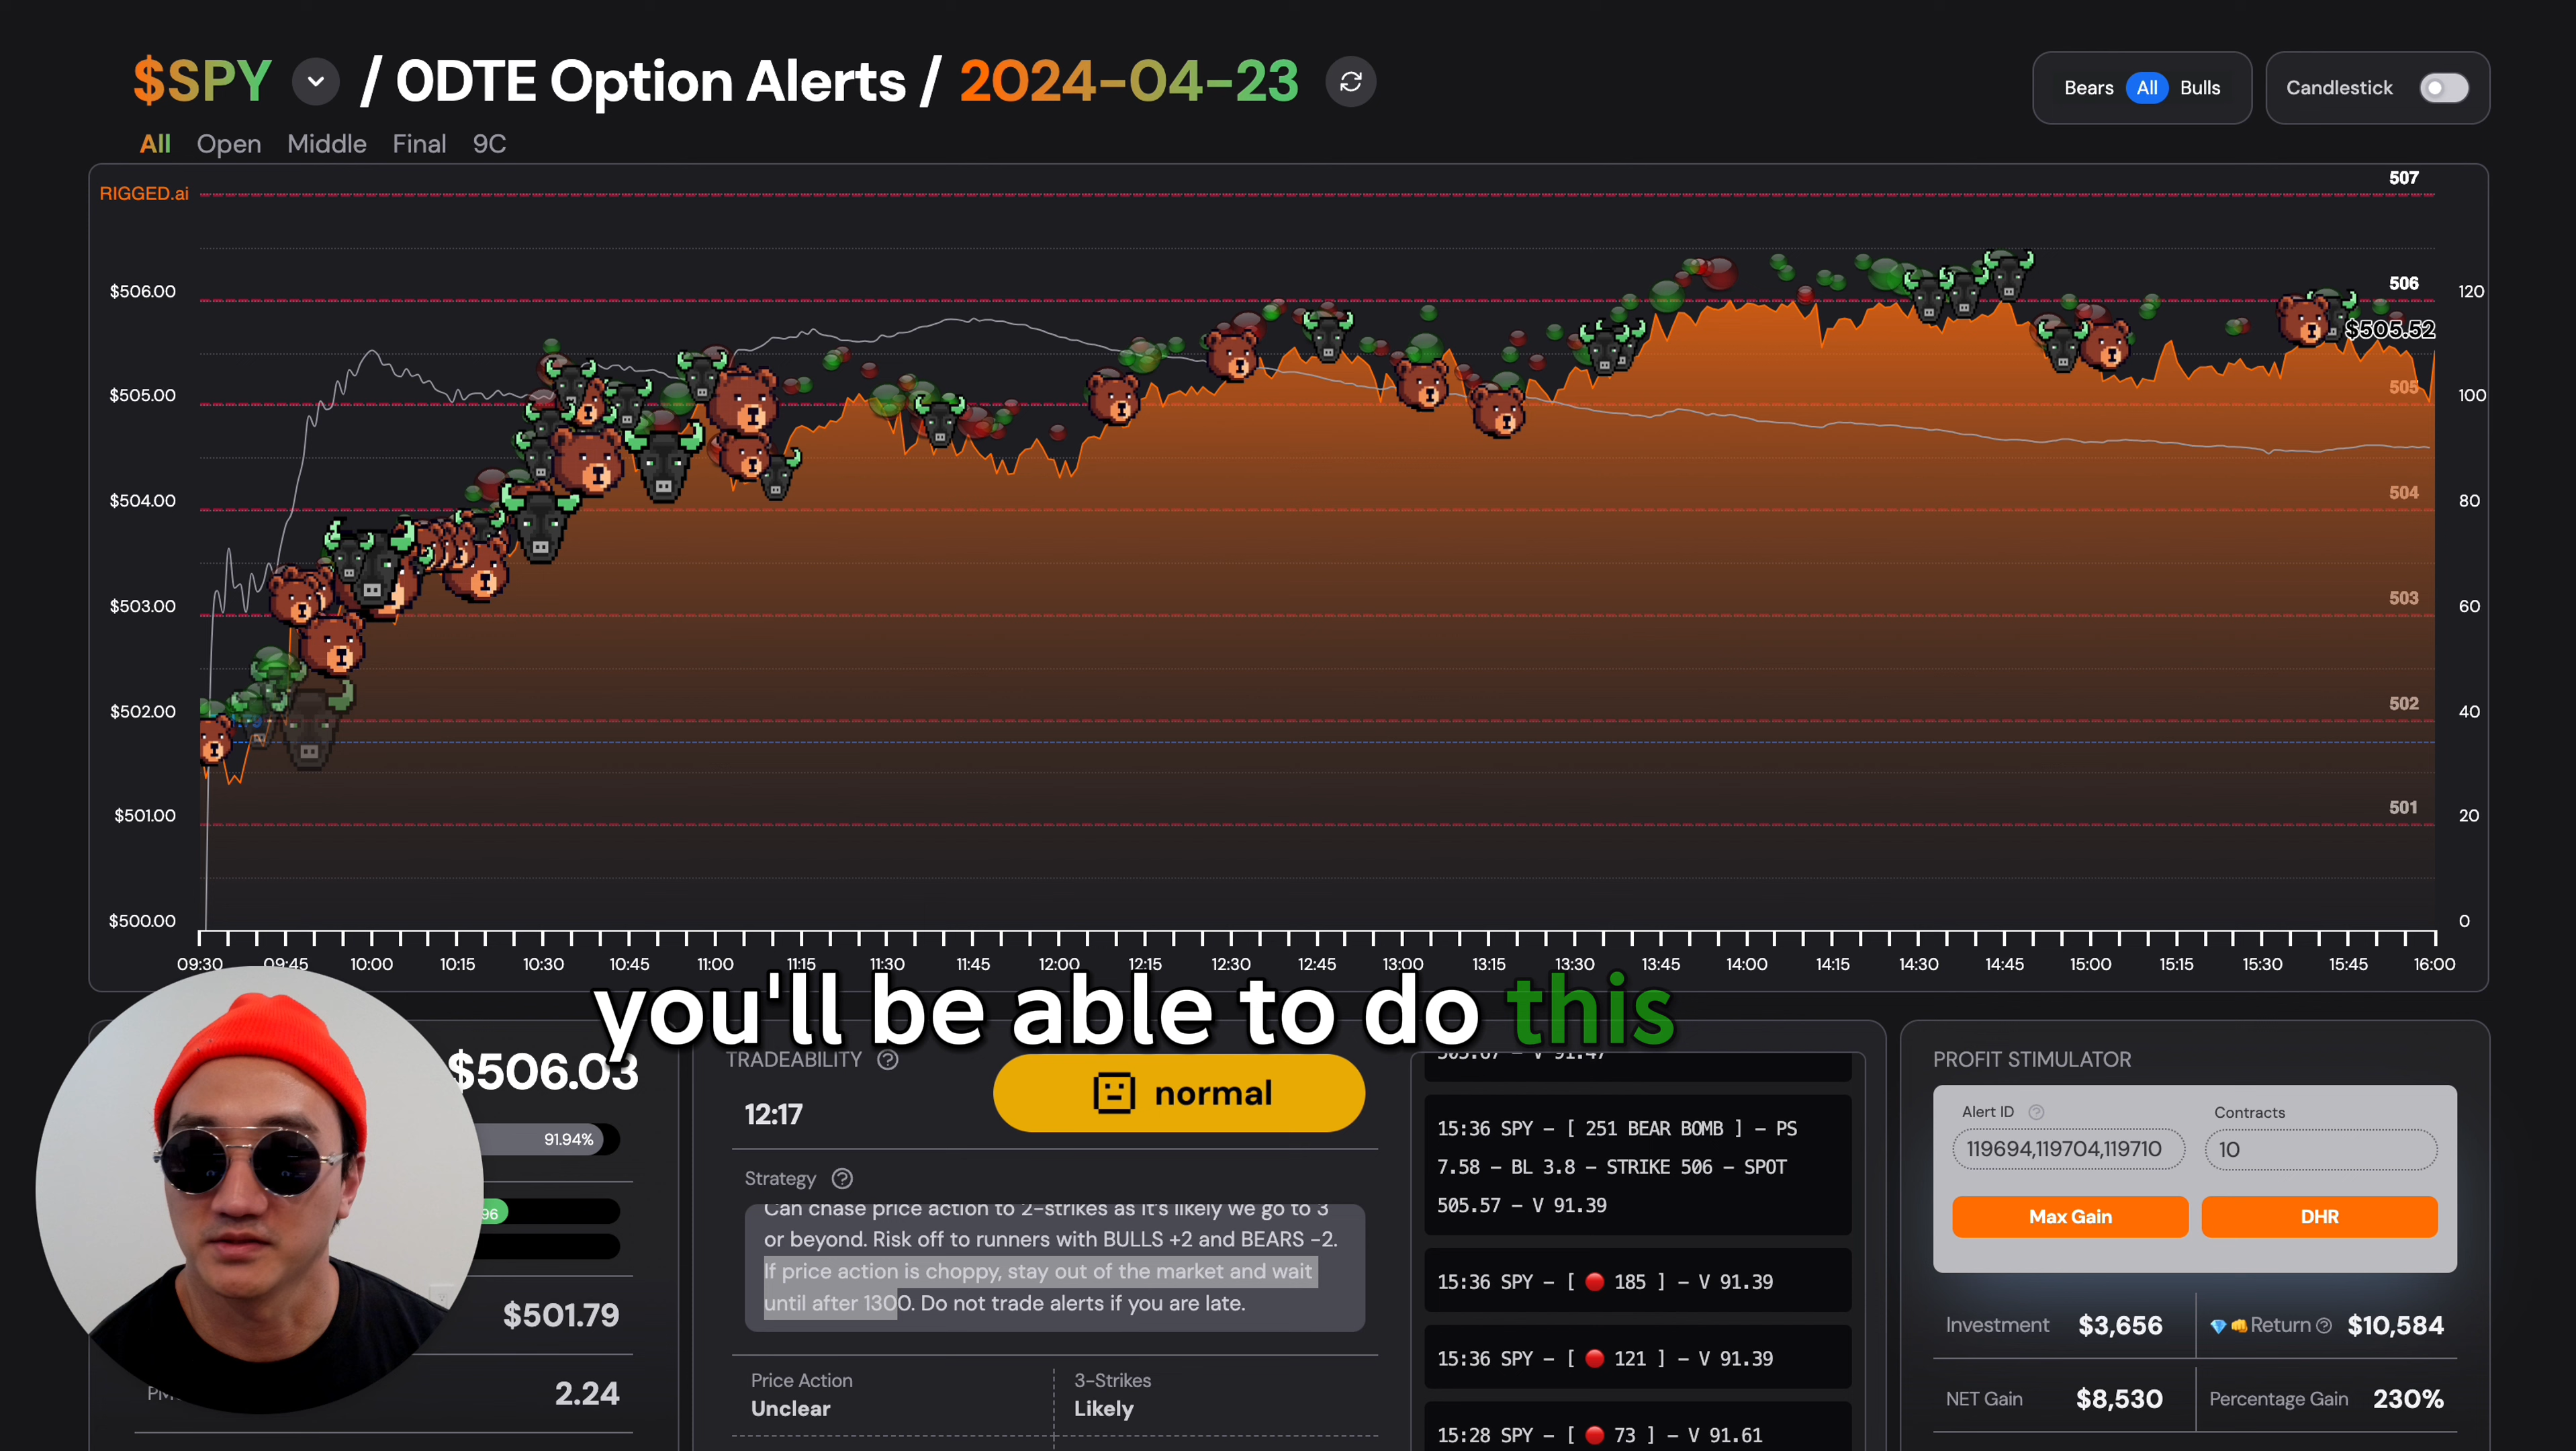 $SPY / 0DTE Option Alerts / 2024-04-23
Bears All Bulls
Candlestick
All Open Middle Final 9C
RIGGED.ai
507
$506.00
506
120
$505.52
$505.00
505
100
$504.00
504
80
$503.00
503
60
$502.00
502
40
$501.00
501
20
$500.00
0
09:30 09:45 10:00 10:15 10:30 10:45 11:00 11:15 11:30 11:45 12:00 12:15 12:30 12:45 13:00 13:15 13:30 13:45 14:00 14:15 14:30 14:45 15:00 15:15 15:30 15:45 16:00
you'll be able to do this
$506.03
91.94%
96
$501.79
2.24
TRADEABILITY
normal
12:17
Strategy
Can chase price action to 2-strikes as it's likely we go to 3
or beyond. Risk off to runners with BULLS +2 and BEARS -2.
If price action is choppy, stay out of the market and wait
until after 1300. Do not trade alerts if you are late.
Price Action
Unclear
3-Strikes
Likely
505.67 - V 91.47
15:36 SPY - [ 251 BEAR BOMB ] - PS
7.58 - BL 3.8 - STRIKE 506 - SPOT
505.57 - V 91.39
15:36 SPY - [ 🔴 185 ] - V 91.39
15:36 SPY - [ 🔴 121 ] - V 91.39
15:28 SPY - [ 🔴 73 ] - V 91.61
PROFIT STIMULATOR
Alert ID
Contracts
119694,119704,119710
10
Max Gain
DHR
Investment $3,656
💎👊Return $10,584
NET Gain $8,530
Percentage Gain 230%